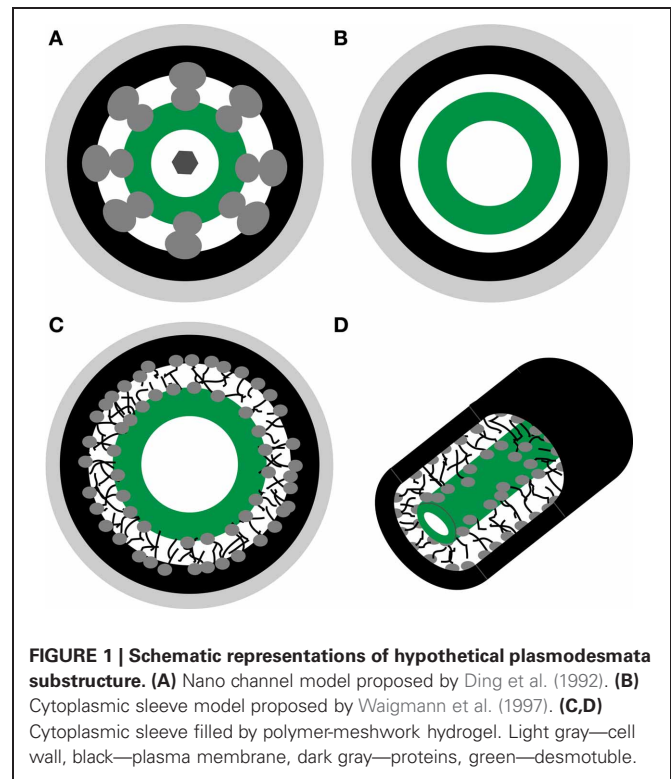 A
B
C
D
FIGURE 1 | Schematic representations of hypothetical plasmodesmata
substructure. (A) Nano channel model proposed by Ding et al. (1992). (B)
Cytoplasmic sleeve model proposed by Waigmann et al. (1997). (C,D)
Cytoplasmic sleeve filled by polymer-meshwork hydrogel. Light gray—cell
wall, black—plasma membrane, dark gray—proteins, green—desmotuble.